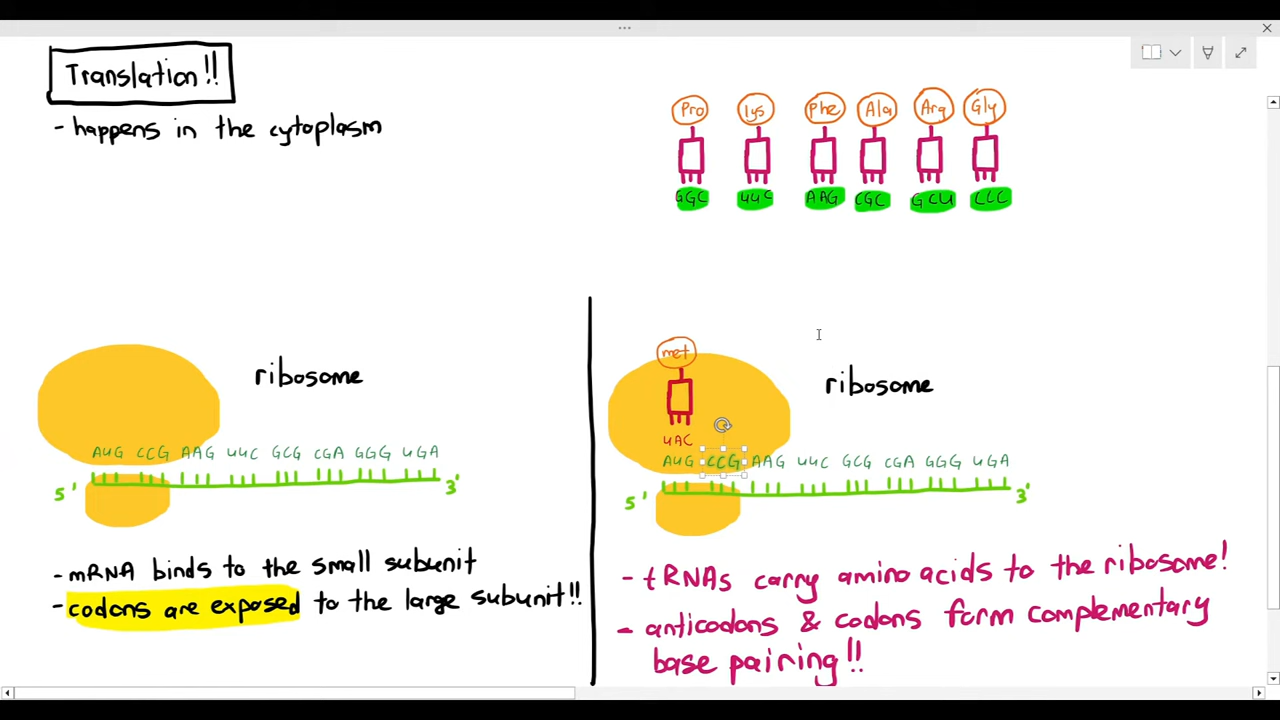 Translation!!
- happens in the cytoplasm
Pro lys Phe Ala Arg Gly
GGC UUC AAG CGC GCU CCC
ribosome
AUG CCG AAG UUC GCG CGA GGG UGA
5' 3'
- mRNA binds to the small subunit
- codons are exposed to the large subunit!!
met
ribosome
UAC
AUG CCG AAG UUC GCG CGA GGG UGA
5' 3'
- tRNAs carry amino acids to the ribosome!
- anticodons & codons form complementary
base pairing!!